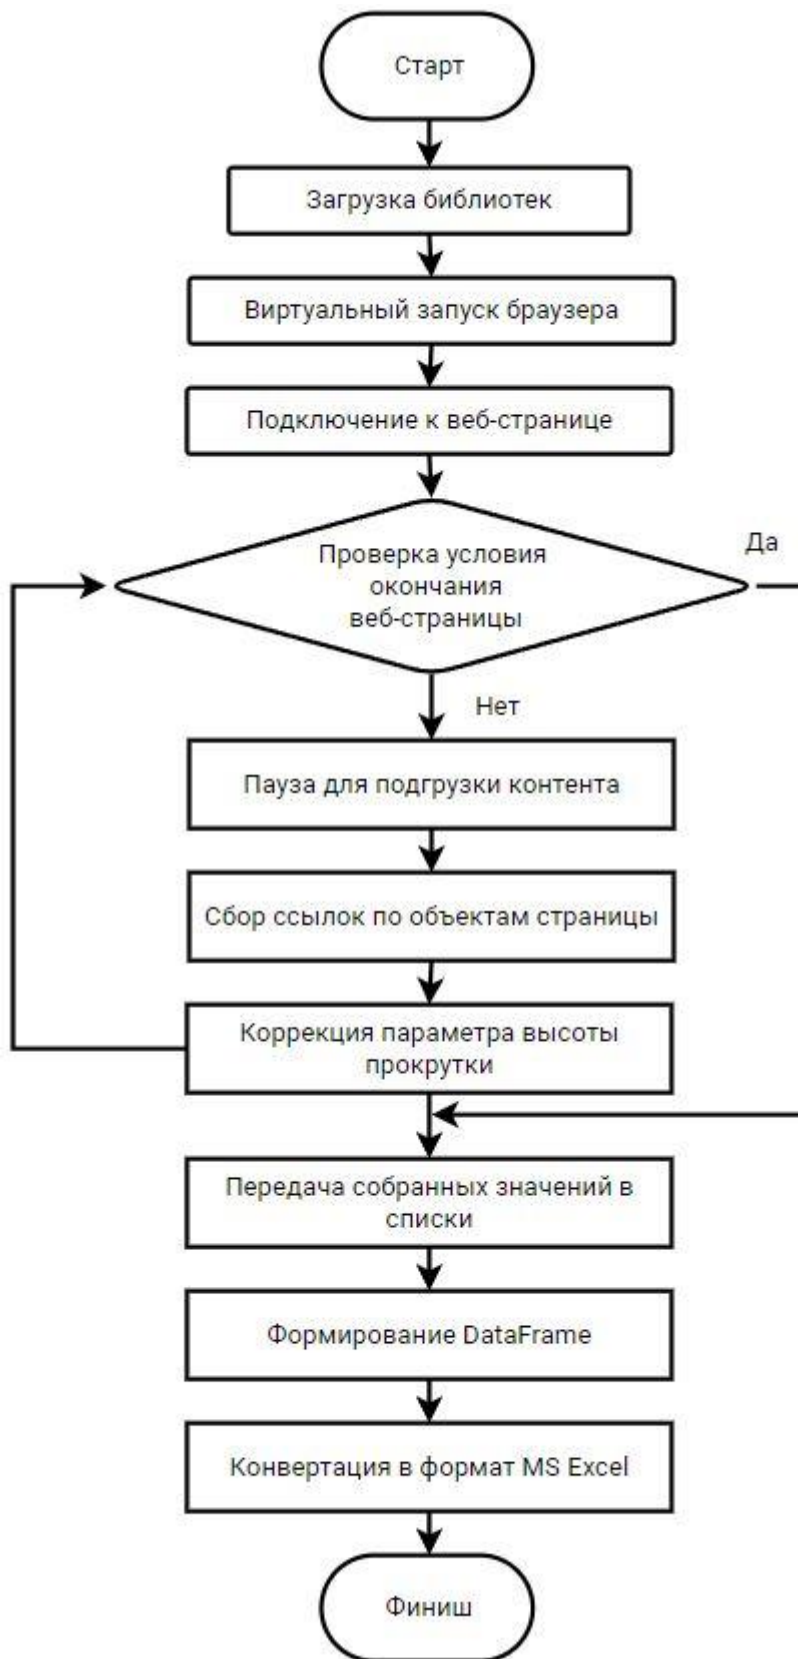 Старт
Загрузка библиотек
Виртуальный запуск браузера
Подключение к веб-странице
Проверка условия
окончания
веб-страницы
Да
Нет
Пауза для подгрузки контента
Сбор ссылок по объектам страницы
Коррекция параметра высоты
прокрутки
Передача собранных значений в
списки
Формирование DataFrame
Конвертация в формат MS Excel
Финиш